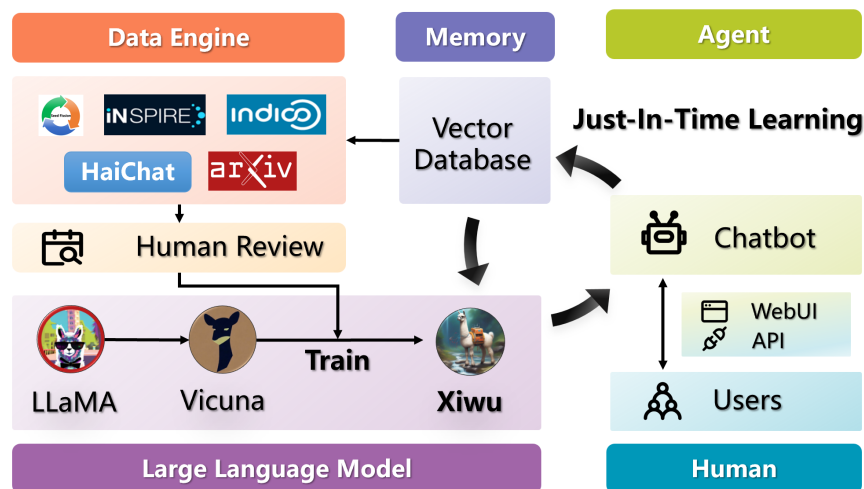 Data Engine
Memory
Agent
iNSPIRE
indico
HaiChat
arXiv
Vector
Database
Just-In-Time Learning
Human Review
Chatbot
WebUI
API
Train
LLaMA
Vicuna
Xiwu
Users
Large Language Model
Human